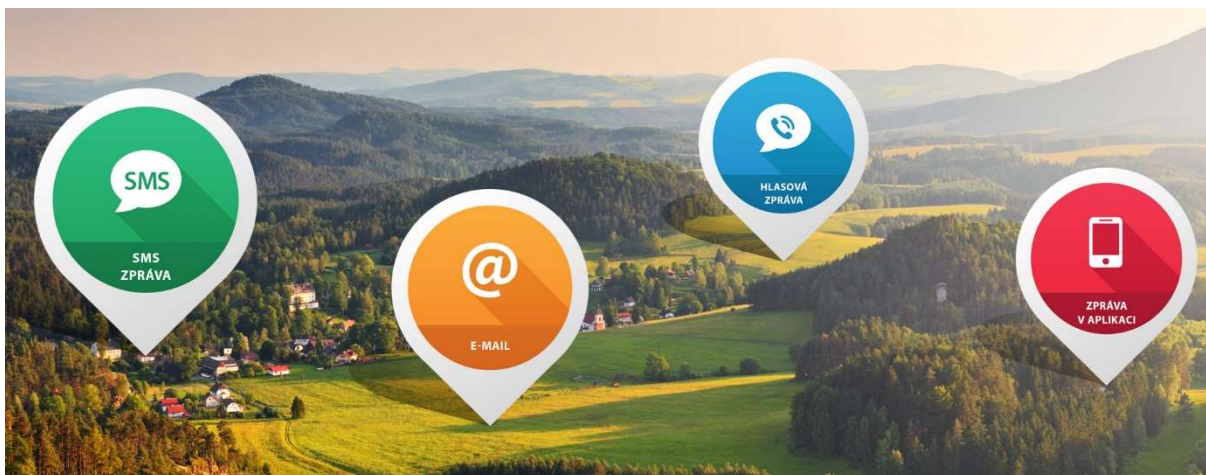 SMS
SMS
ZPRÁVA
@
E-MAIL
HLASOVÁ
ZPRÁVA
ZPRÁVA
V APLIKACI